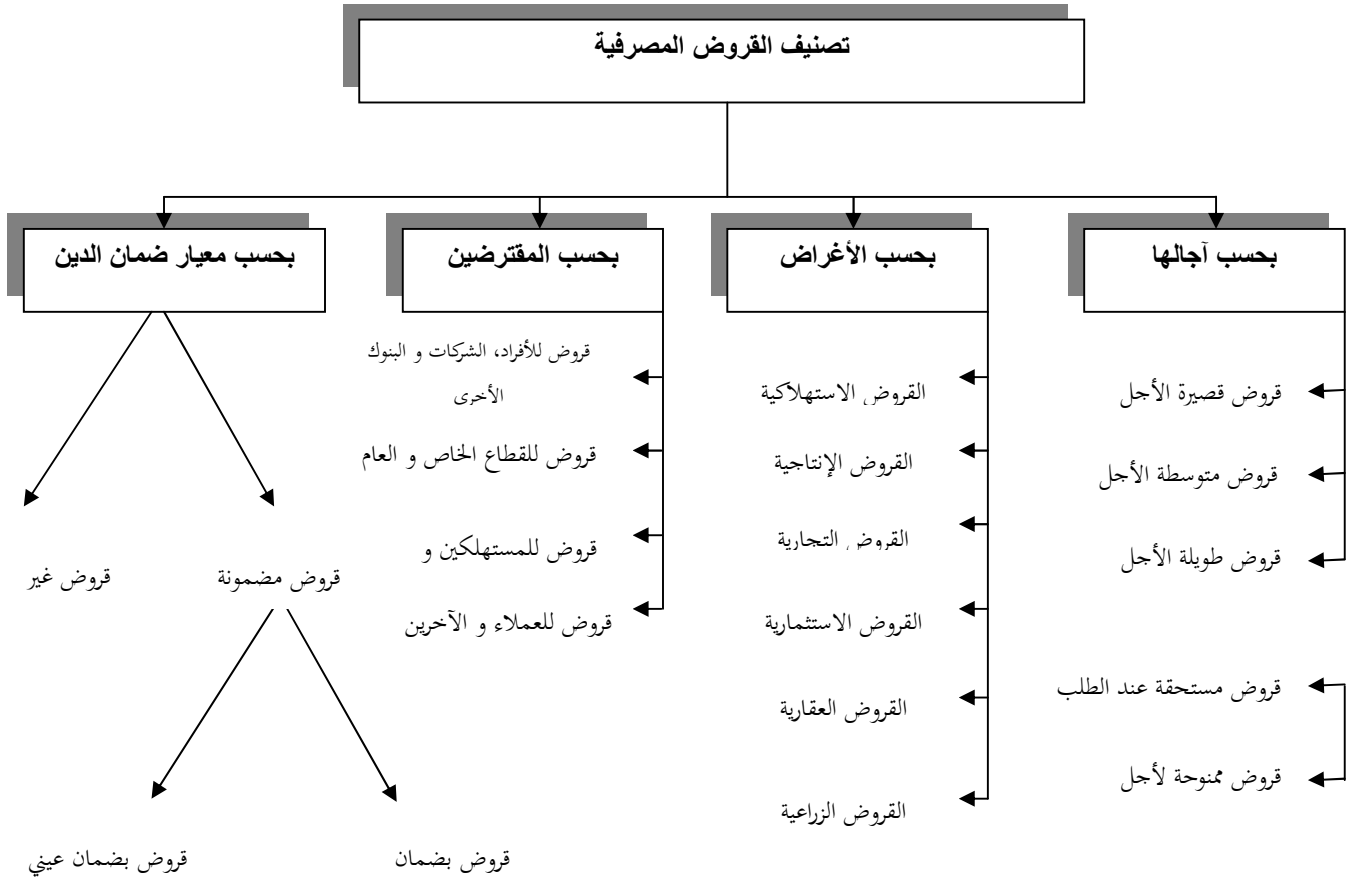 تصنيف القروض المصرفية
بحسب آجالها
بحسب الأغراض
بحسب المقترضين
بحسب معيار ضمان الدين
قروض قصيرة الأجل
قروض متوسطة الأجل
قروض طويلة الأجل
قروض مستحقة عند الطلب
قروض ممنوحة لأجل
القروض الاستهلاكية
القروض الإنتاجية
القروض التجارية
القروض الاستثمارية
القروض العقارية
القروض الزراعية
قروض للأفراد، الشركات و البنوك
الأخرى
قروض للقطاع الخاص و العام
قروض للمستهلكين و
قروض للعملاء و الآخرين
قروض مضمونة
قروض غير
قروض بضمان
قروض بضمان عيني